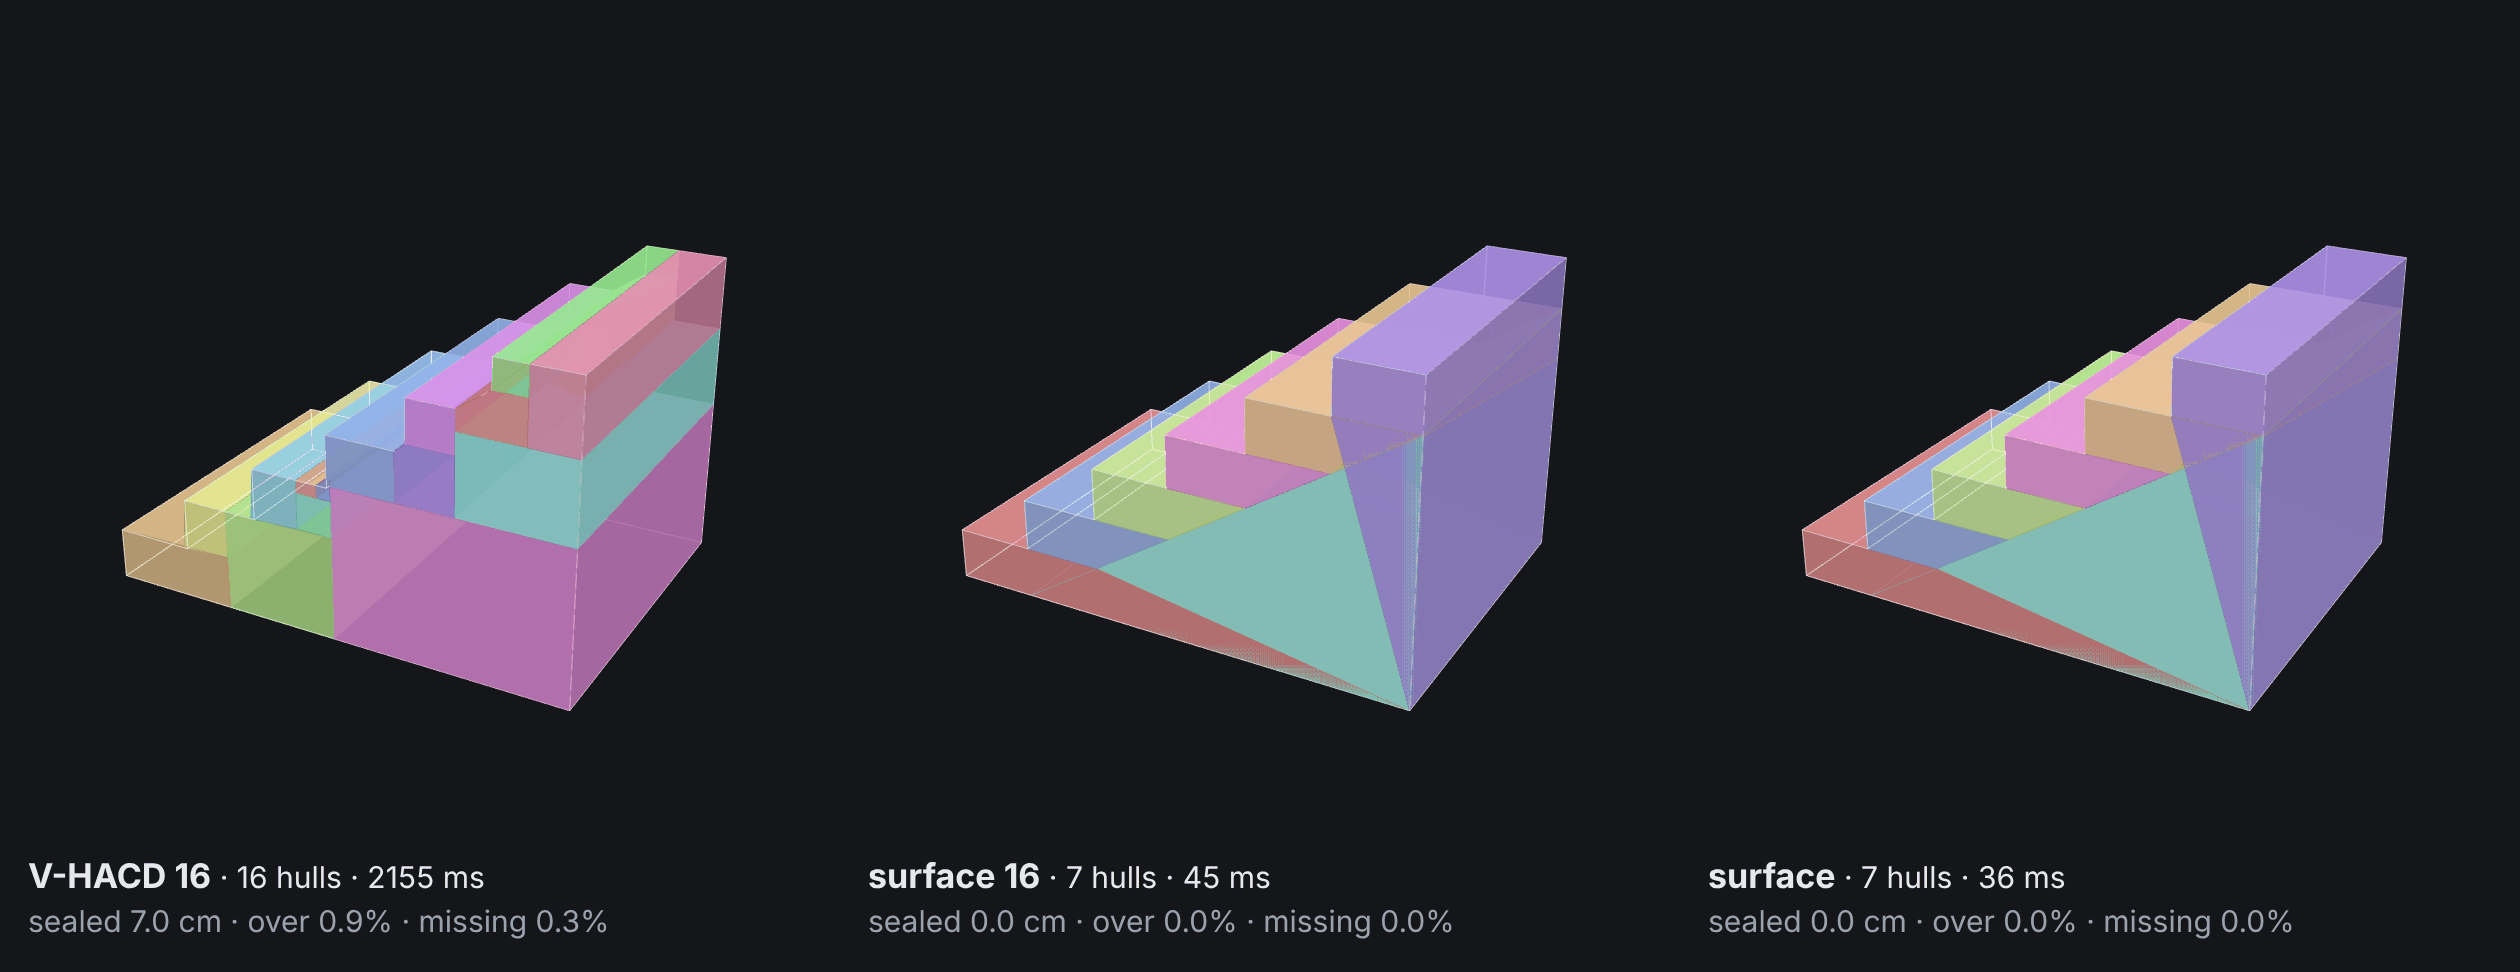 V-HACD 16 · 16 hulls · 2155 ms
sealed 7.0 cm · over 0.9% · missing 0.3%
surface 16 · 7 hulls · 45 ms
sealed 0.0 cm · over 0.0% · missing 0.0%
surface · 7 hulls · 36 ms
sealed 0.0 cm · over 0.0% · missing 0.0%